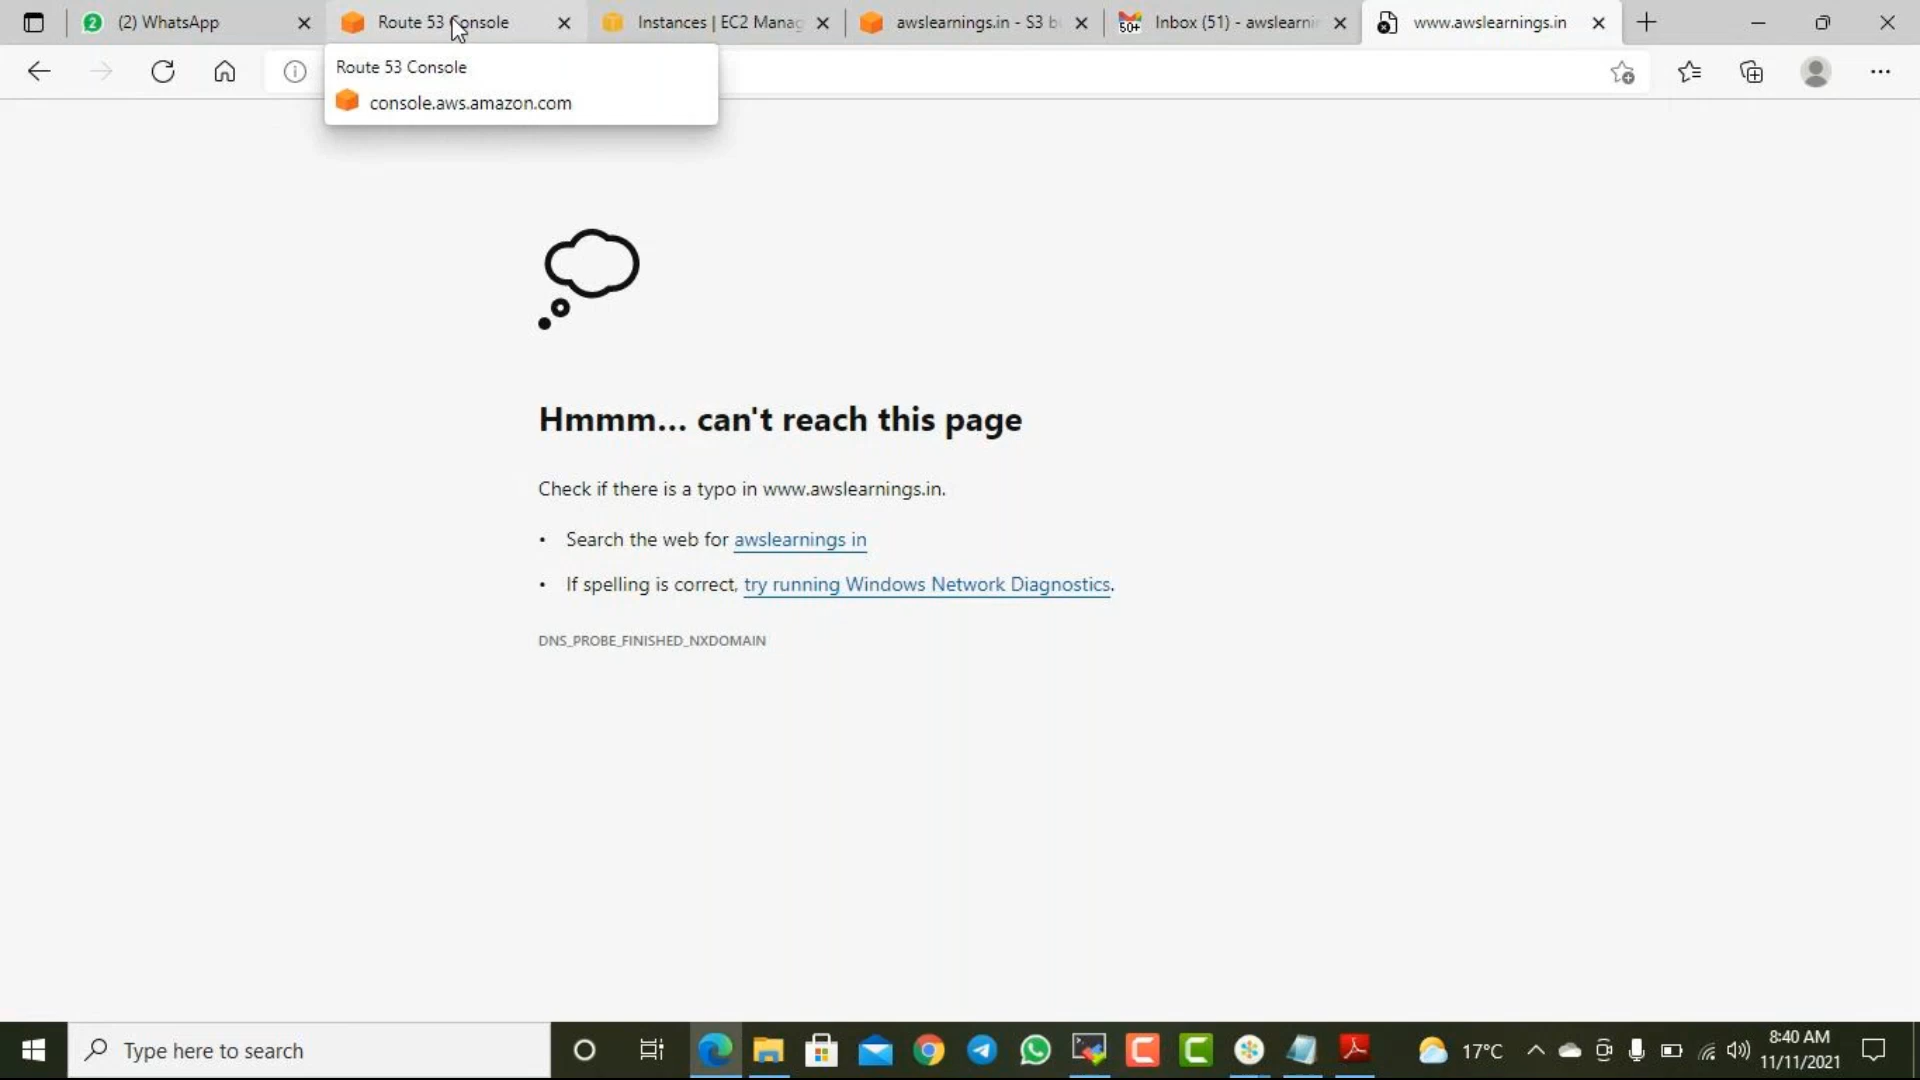 (2) WhatsApp
Route 53 Console
Instances | EC2 Manag
awslearnings.in - S3 b
50+
Inbox (51) - awslearnin
www.awslearnings.in
Route 53 Console
console.aws.amazon.com
Hmmm... can't reach this page
Check if there is a typo in www.awslearnings.in.
• Search the web for awslearnings in
• If spelling is correct, try running Windows Network Diagnostics.
DNS_PROBE_FINISHED_NXDOMAIN
Type here to search
17°C
8:40 AM
11/11/2021